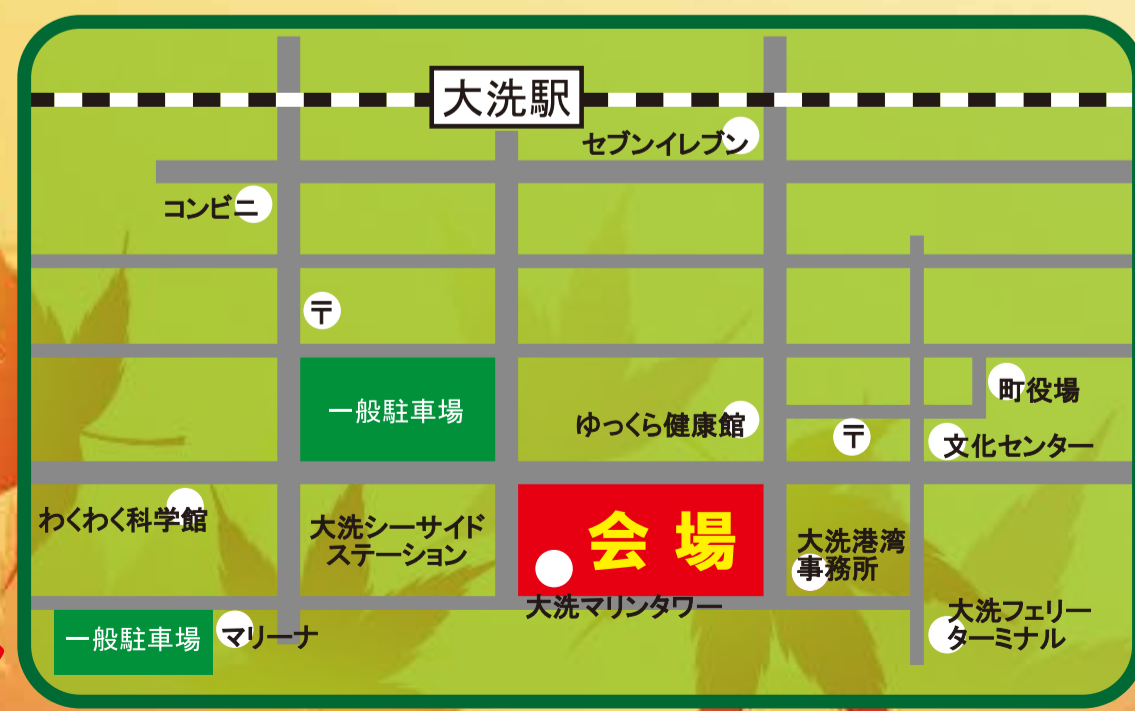 大洗駅
セブンイレブン
コンビニ
〒
一般駐車場
町役場
ゆっくら健康館
〒
文化センター
わくわく科学館
大洗シーサイド
ステーション
会場
大洗港湾
事務所
大洗マリンタワー
大洗フェリー
ターミナル
一般駐車場
マリーナ